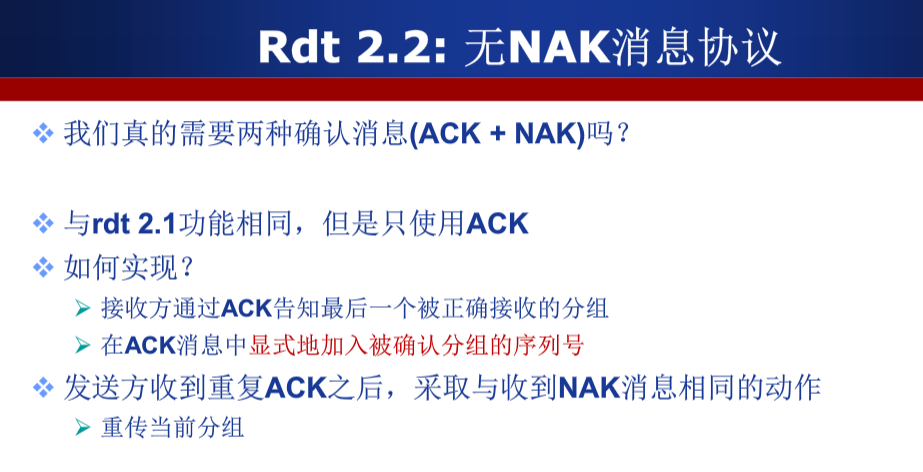 Rdt 2.2: 无NAK消息协议
我们真的需要两种确认消息(ACK + NAK)吗？
与rdt 2.1功能相同，但是只使用ACK
如何实现？
接收方通过ACK告知最后一个被正确接收的分组
在ACK消息中显式地加入被确认分组的序列号
发送方收到重复ACK之后，采取与收到NAK消息相同的动作
重传当前分组